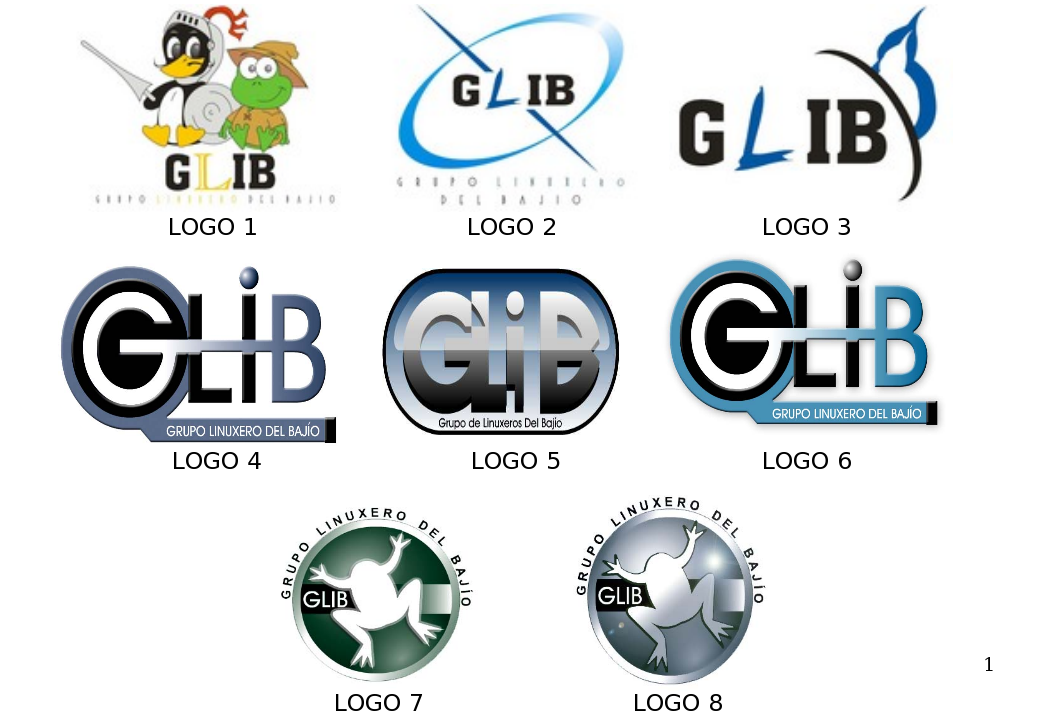 GLIB
GRUPO LINUXERO DEL BAJIO
LOGO 1
GLIB
GRUPO LINUXERO
DEL BAJIO
LOGO 2
GLIB
LOGO 3
GLiB
GRUPO LINUXERO DEL BAJÍO
LOGO 4
GLiB
Grupo de Linuxeros Del Bajío
LOGO 5
GLiB
GRUPO LINUXERO DEL BAJÍO
LOGO 6
GRUPO LINUXERO DEL BAJÍO
GLIB
LOGO 7
GRUPO LINUXERO DEL BAJÍO
GLIB
LOGO 8
1